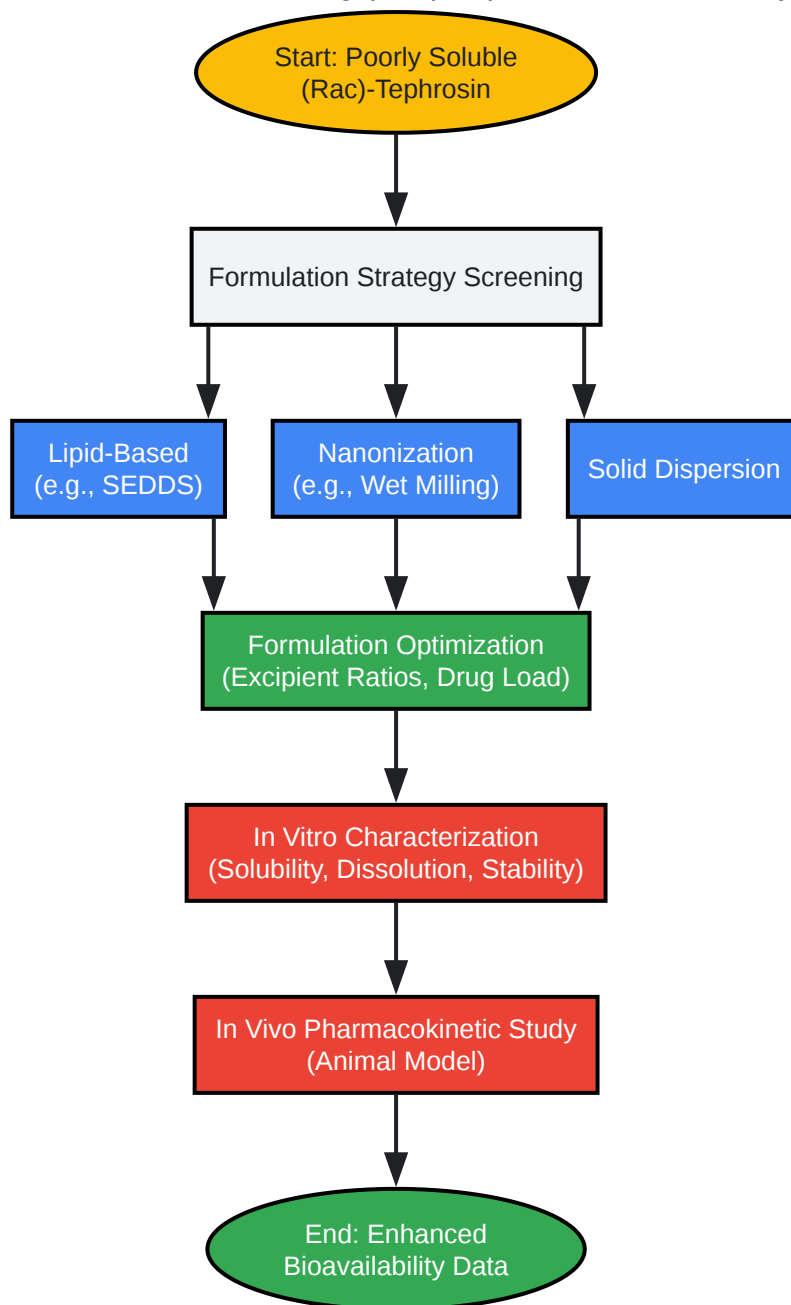 Start: Poorly Soluble
(Rac)-Tephrosin
Formulation Strategy Screening
Lipid-Based
(e.g., SEDDS)
Nanonization
(e.g., Wet Milling)
Solid Dispersion
Formulation Optimization
(Excipient Ratios, Drug Load)
In Vitro Characterization
(Solubility, Dissolution, Stability)
In Vivo Pharmacokinetic Study
(Animal Model)
End: Enhanced
Bioavailability Data